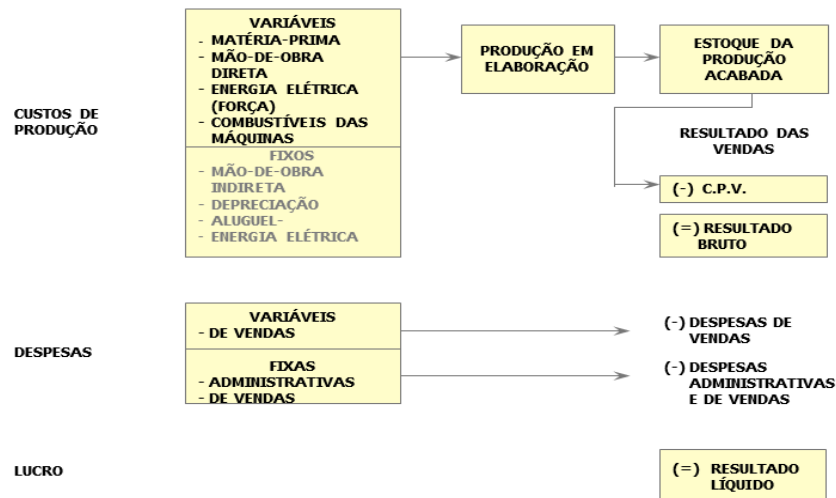 CUSTOS DE
PRODUÇÃO
VARIÁVEIS
- MATÉRIA-PRIMA
- MÃO-DE-OBRA
DIRETA
- ENERGIA ELÉTRICA
(FORÇA)
- COMBUSTÍVEIS DAS
MÁQUINAS
FIXOS
- MÃO-DE-OBRA
INDIRETA
- DEPRECIAÇÃO
- ALUGUEL-
- ENERGIA ELÉTRICA
PRODUÇÃO EM
ELABORAÇÃO
ESTOQUE DA
PRODUÇÃO
ACABADA
RESULTADO DAS
VENDAS
(-) C.P.V.
(=) RESULTADO
BRUTO
DESPESAS
VARIÁVEIS
- DE VENDAS
FIXAS
- ADMINISTRATIVAS
- DE VENDAS
(-) DESPESAS DE
VENDAS
(-) DESPESAS
ADMINISTRATIVAS
E DE VENDAS
LUCRO
(=) RESULTADO
LÍQUIDO